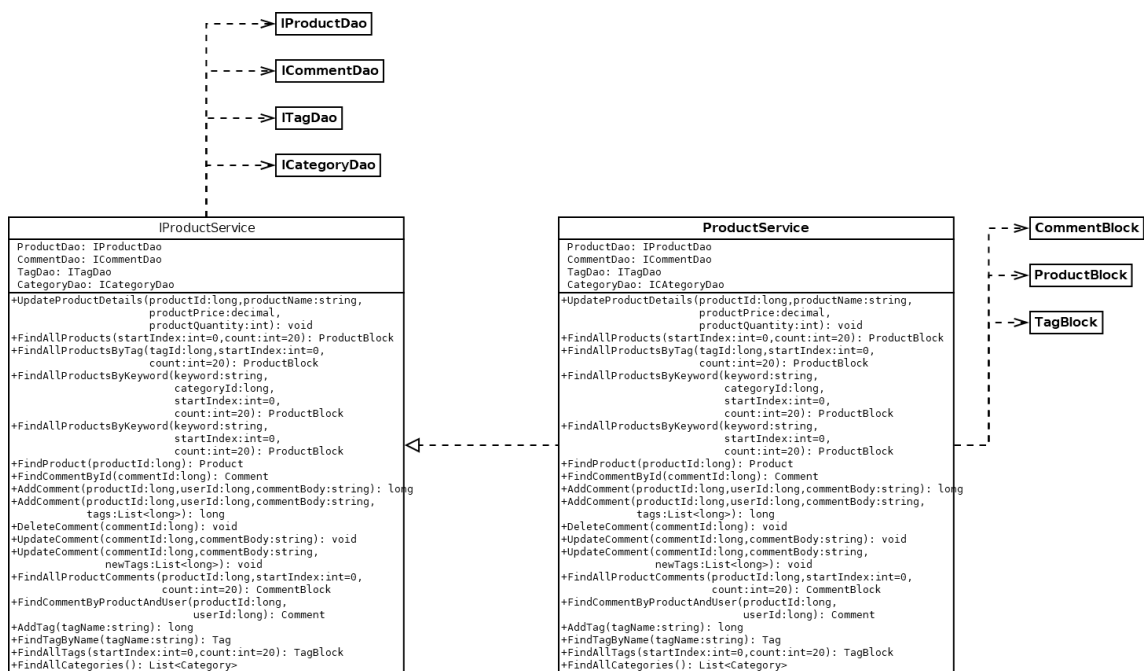 IProductDao
ICommentDao
ITagDao
ICategoryDao
IProductService
ProductDao: IProductDao
CommentDao: ICommentDao
TagDao: ITagDao
CategoryDao: ICategoryDao
+UpdateProductDetails(productId:long,productName:string,
productPrice:decimal,
productQuantity:int): void
+FindAllProducts(startIndex:int=0,count:int=20): ProductBlock
+FindAllProductsByTag(tagId:long,startIndex:int=0,
count:int=20): ProductBlock
+FindAllProductsByKeyword(keyword:string,
categoryId:long,
startIndex:int=0,
count:int=20): ProductBlock
+FindAllProductsByKeyword(keyword:string,
startIndex:int=0,
count:int=20): ProductBlock
+FindProduct(productId:long): Product
+FindCommentById(commentId:long): Comment
+AddComment(productId:long,userId:long,commentBody:string): long
+AddComment(productId:long,userId:long,commentBody:string,
tags:List<long>): long
+DeleteComment(commentId:long): void
+UpdateComment(commentId:long,commentBody:string): void
+UpdateComment(commentId:long,commentBody:string,
newTags:List<long>): void
+FindAllProductComments(productId:long,startIndex:int=0,
count:int=20): CommentBlock
+FindCommentByProductAndUser(productId:long,
userId:long): Comment
+AddTag(tagName:string): long
+FindTagByName(tagName:string): Tag
+FindAllTags(startIndex:int=0,count:int=20): TagBlock
+FindAllCategories(): List<Category>
ProductService
ProductDao: IProductDao
CommentDao: ICommentDao
TagDao: ITagDao
CategoryDao: ICAtegoryDao
+UpdateProductDetails(productId:long,productName:string,
productPrice:decimal,
productQuantity:int): void
+FindAllProducts(startIndex:int=0,count:int=20): ProductBlock
+FindAllProductsByTag(tagId:long,startIndex:int=0,
count:int=20): ProductBlock
+FindAllProductsByKeyword(keyword:string,
categoryId:long,
startIndex:int=0,
count:int=20): ProductBlock
+FindAllProductsByKeyword(keyword:string,
startIndex:int=0,
count:int=20): ProductBlock
+FindProduct(productId:long): Product
+FindCommentById(commentId:long): Comment
+AddComment(productId:long,userId:long,commentBody:string): long
+AddComment(productId:long,userId:long,commentBody:string,
tags:List<long>): long
+DeleteComment(commentId:long): void
+UpdateComment(commentId:long,commentBody:string): void
+UpdateComment(commentId:long,commentBody:string,
newTags:List<long>): void
+FindAllProductComments(productId:long,startIndex:int=0,
count:int=20): CommentBlock
+FindCommentByProductAndUser(productId:long,
userId:long): Comment
+AddTag(tagName:string): long
+FindTagByName(tagName:string): Tag
+FindAllTags(startIndex:int=0,count:int=20): TagBlock
+FindAllCategories(): List<Category>
CommentBlock
ProductBlock
TagBlock